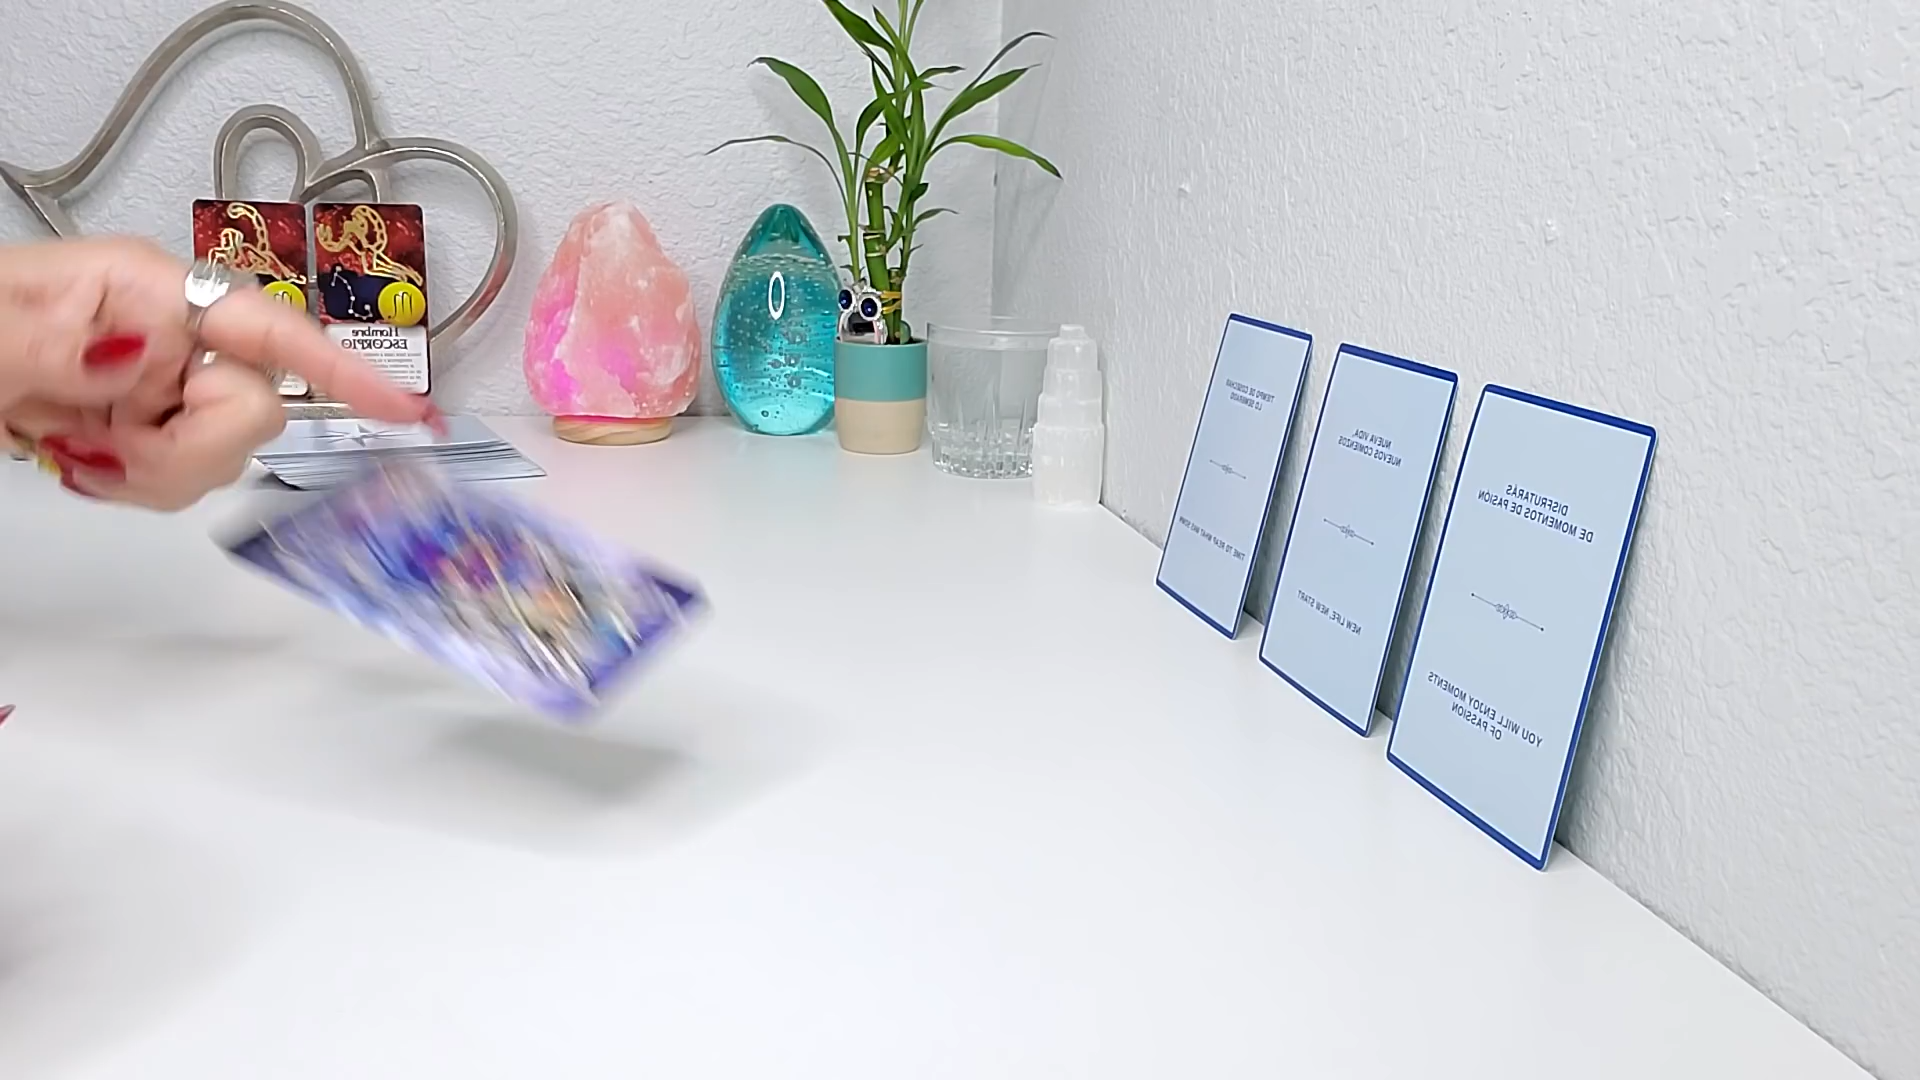 Hombre
ESCORPIO
TIEMPO DE COSECHAR
LO SEMBRADO
TIME TO REAP WHAT WAS SOWN
NUEVA VIDA,
NUEVOS COMIENZOS
NEW LIFE, NEW START
DISFRUTARÁS
DE MOMENTOS DE PASIÓN
YOU WILL ENJOY MOMENTS
OF PASSION